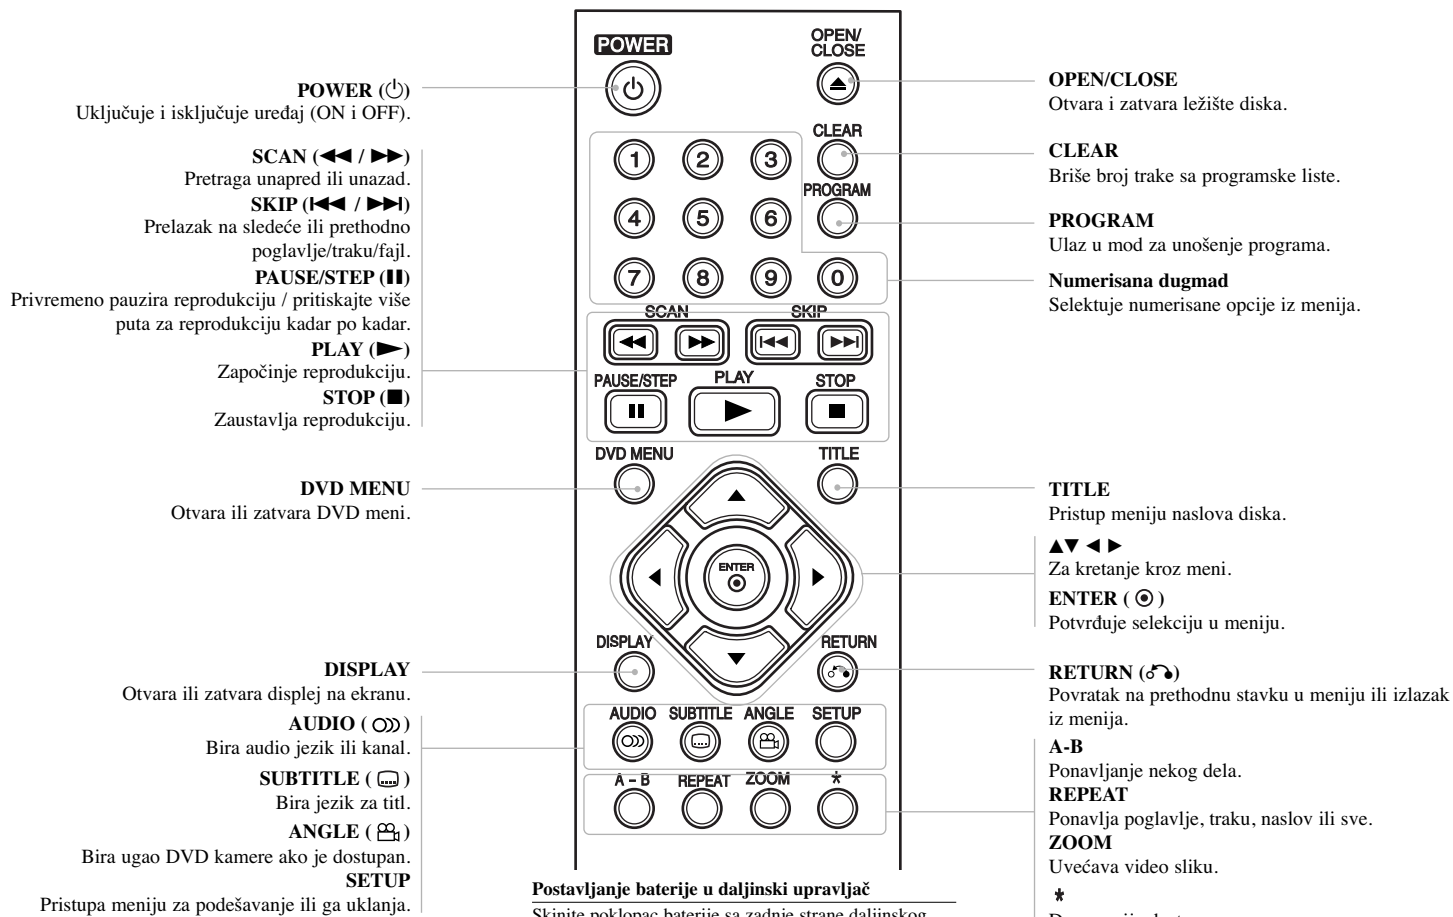 POWER (⏻)
Uključuje i isključuje uređaj (ON i OFF).
SCAN (◀◀ / ▶▶)
Pretraga unapred ili unazad.
SKIP (I◀◀ / ▶▶I)
Prelazak na sledeće ili prethodno
poglavlje/traku/fajl.
PAUSE/STEP (II)
Privremeno pauzira reprodukciju / pritiskajte više
puta za reprodukciju kadar po kadar.
PLAY (▶)
Započinje reprodukciju.
STOP (■)
Zaustavlja reprodukciju.
DVD MENU
Otvara ili zatvara DVD meni.
DISPLAY
Otvara ili zatvara displej na ekranu.
AUDIO ( )
Bira audio jezik ili kanal.
SUBTITLE ( )
Bira jezik za titl.
ANGLE ( )
Bira ugao DVD kamere ako je dostupan.
SETUP
Pristupa meniju za podešavanje ili ga uklanja.
POWER
OPEN/
CLOSE
CLEAR
1 2 3
PROGRAM
4 5 6
7 8 9 0
SCAN SKIP
PAUSE/STEP PLAY STOP
DVD MENU TITLE
ENTER
DISPLAY RETURN
AUDIO SUBTITLE ANGLE SETUP
A – B REPEAT ZOOM *
Postavljanje baterije u daljinski upravljač
Skinite poklopac baterije sa zadnje strane daljinskog
OPEN/CLOSE
Otvara i zatvara ležište diska.
CLEAR
Briše broj trake sa programske liste.
PROGRAM
Ulaz u mod za unošenje programa.
Numerisana dugmad
Selektuje numerisane opcije iz menija.
TITLE
Pristup meniju naslova diska.
▲▼ ◀ ▶
Za kretanje kroz meni.
ENTER ( ◉ )
Potvrđuje selekciju u meniju.
RETURN ( )
Povratak na prethodnu stavku u meniju ili izlazak
iz menija.
A-B
Ponavljanje nekog dela.
REPEAT
Ponavlja poglavlje, traku, naslov ili sve.
ZOOM
Uvećava video sliku.
*